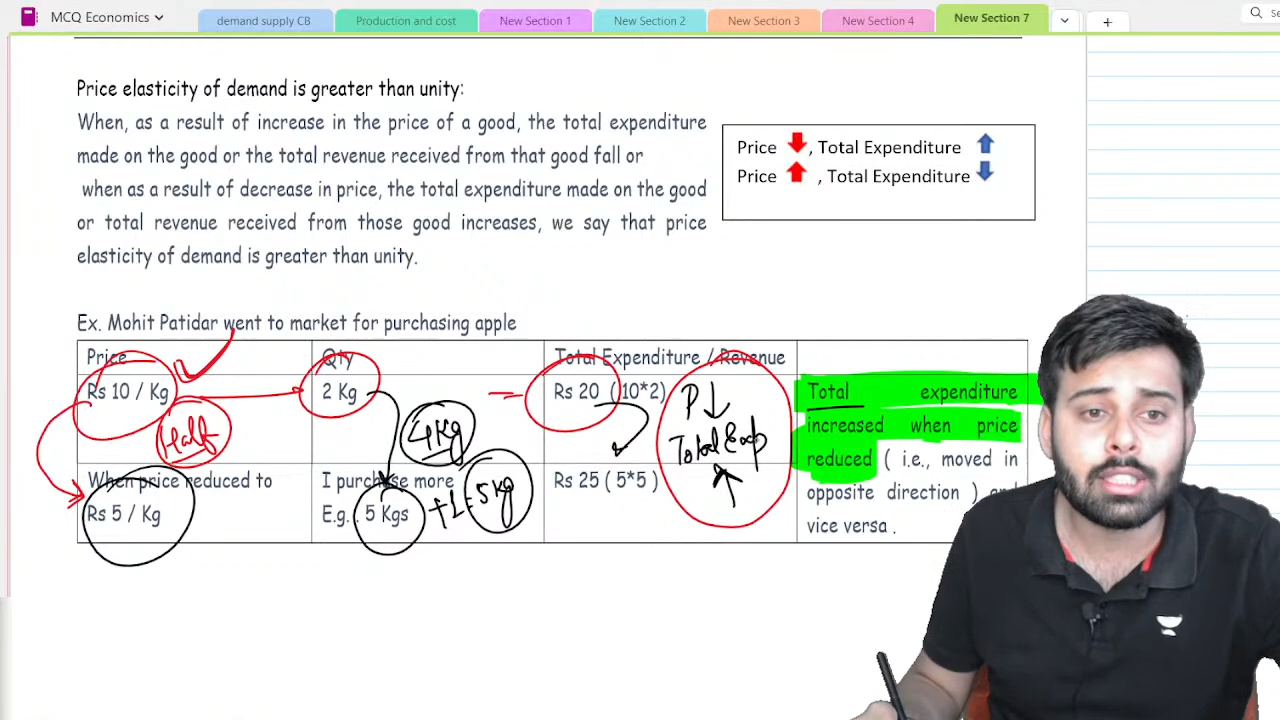 MCQ Economics
demand supply CB
Production and cost
New Section 1
New Section 2
New Section 3
New Section 4
New Section 7
+
Se
Price elasticity of demand is greater than unity:
When, as a result of increase in the price of a good, the total expenditure
made on the good or the total revenue received from that good fall or
when as a result of decrease in price, the total expenditure made on the good
or total revenue received from those good increases, we say that price
elasticity of demand is greater than unity.
Price , Total Expenditure
Price , Total Expenditure
Ex. Mohit Patidar went to market for purchasing apple
Price
Qty
Total Expenditure / Revenue
Rs 10 / Kg
2 Kg
= Rs 20 ( 10*2)
Total expenditure
increased when price
reduced ( i.e., moved in
opposite direction ) and
vice versa .
Half
4Kg
P↓
Total Exp
↑
When price reduced to
Rs 5 / Kg
I purchase more
E.g. . 5 Kgs
+1=5kg
Rs 25 ( 5*5 )